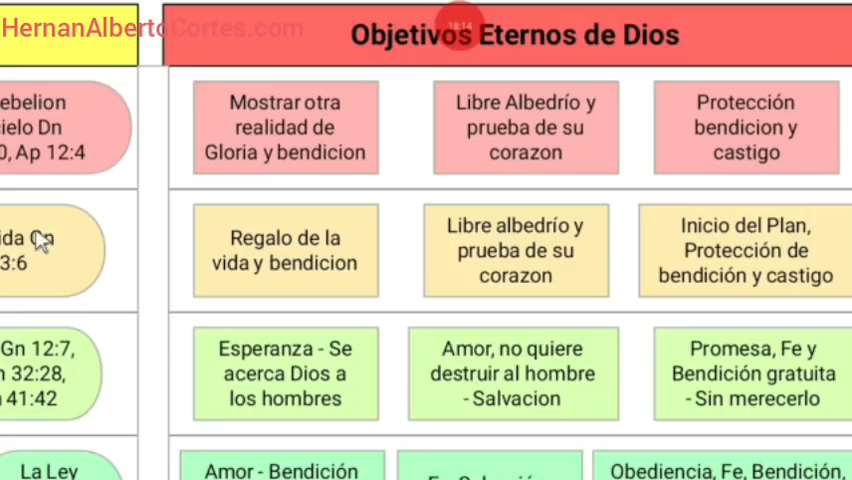 HernanAlbertoCortes.com
18:14
Objetivos Eternos de Dios
ebelion
ielo Dn
0, Ap 12:4
Mostrar otra
realidad de
Gloria y bendicion
Libre Albedrío y
prueba de su
corazon
Protección
bendicion y
castigo
ida Gn
3:6
Regalo de la
vida y bendicion
Libre albedrío y
prueba de su
corazon
Inicio del Plan,
Protección de
bendición y castigo
Gn 12:7,
n 32:28,
41:42
Esperanza - Se
acerca Dios a
los hombres
Amor, no quiere
destruir al hombre
- Salvacion
Promesa, Fe y
Bendición gratuita
- Sin merecerlo
La Ley
Amor - Bendición
Obediencia, Fe, Bendición,